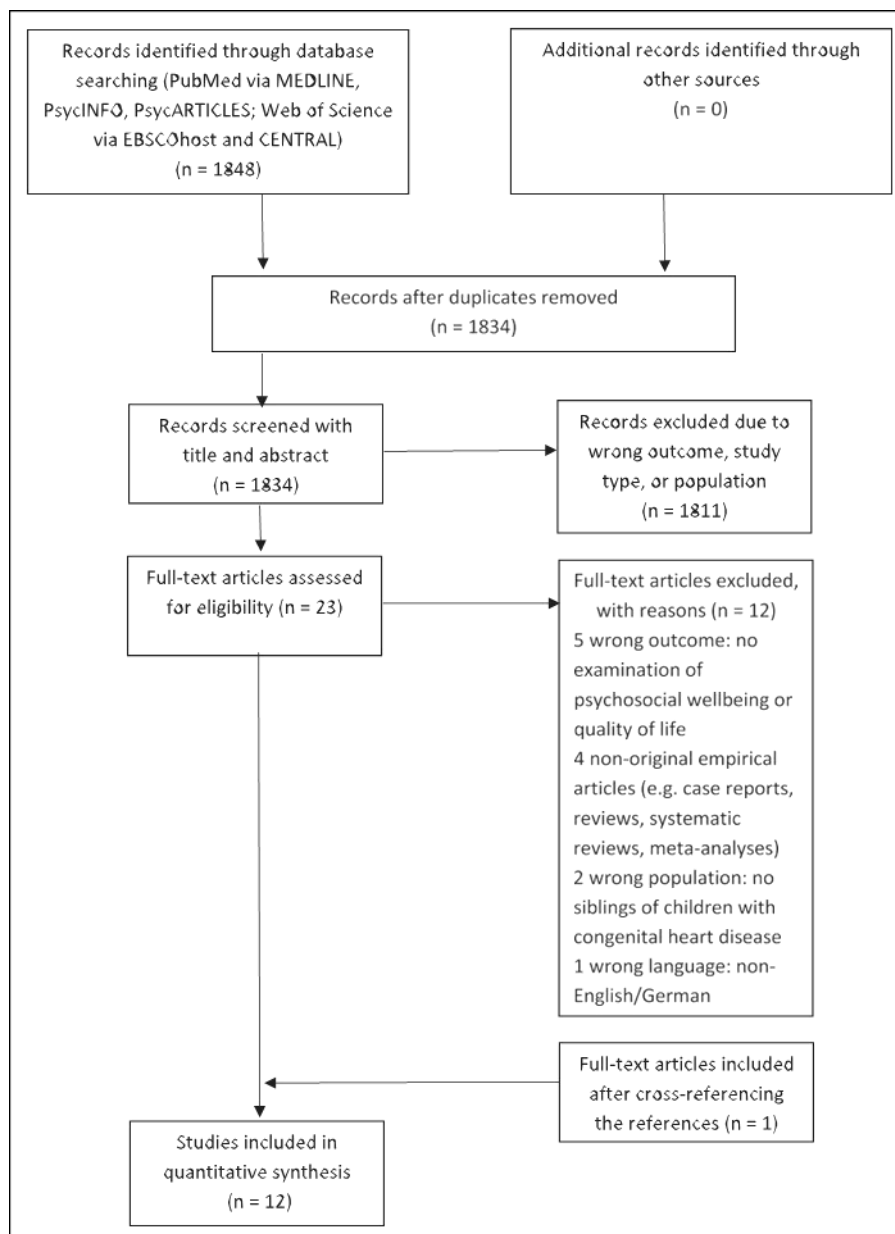 Records identified through database
searching (PubMed via MEDLINE,
PsycINFO, PsycARTICLES; Web of Science
via EBSCOhost and CENTRAL)
(n = 1848)
Additional records identified through
other sources
(n = 0)
Records after duplicates removed
(n = 1834)
Records screened with
title and abstract
(n = 1834)
Records excluded due to
wrong outcome, study
type, or population
(n = 1811)
Full-text articles assessed
for eligibility (n = 23)
Full-text articles excluded,
with reasons (n = 12)
5 wrong outcome: no
examination of
psychosocial wellbeing or
quality of life
4 non-original empirical
articles (e.g. case reports,
reviews, systematic
reviews, meta-analyses)
2 wrong population: no
siblings of children with
congenital heart disease
1 wrong language: non-
English/German
Full-text articles included
after cross-referencing
the references (n = 1)
Studies included in
quantitative synthesis
(n = 12)